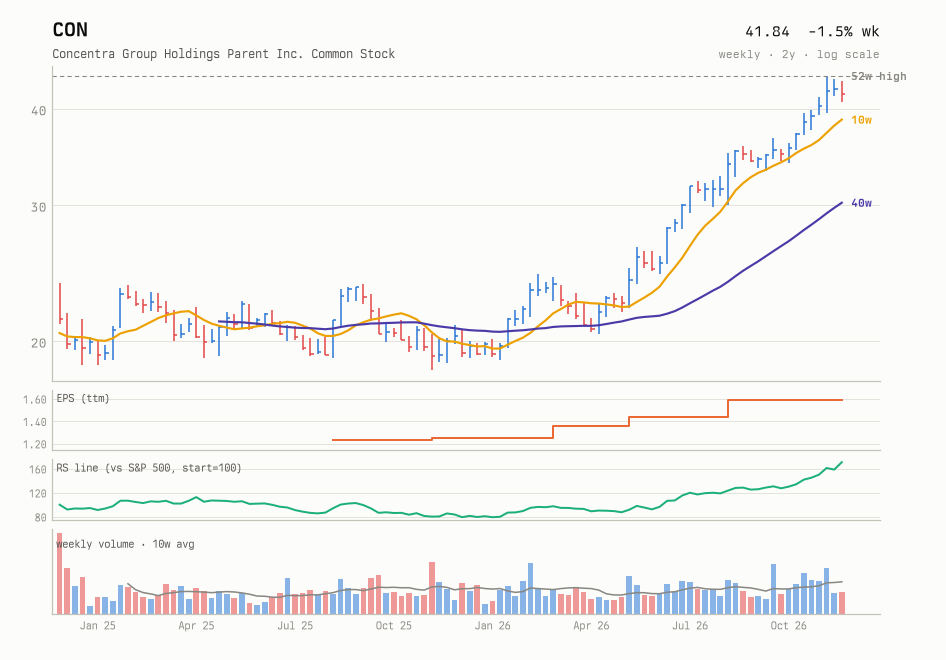 CON
41.84 -1.5% wk
Concentra Group Holdings Parent Inc. Common Stock
weekly · 2y · log scale
52w high
40
10w
30
40w
20
EPS (ttm)
1.60
1.40
1.20
RS line (vs S&P 500, start=100)
160
120
80
weekly volume · 10w avg
Jan 25 Apr 25 Jul 25 Oct 25 Jan 26 Apr 26 Jul 26 Oct 26